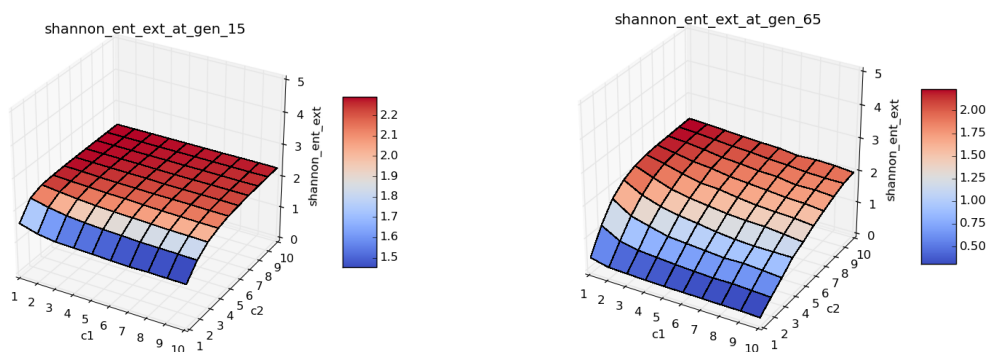 shannon_ent_ext_at_gen_15
5
4
3
2
1
0
shannon_ent_ext
1 2 3 4 5 6 7 8 9 10
c1
1 2 3 4 5 6 7 8 9 10
c2
2.2
2.1
2.0
1.9
1.8
1.7
1.6
1.5
shannon_ent_ext_at_gen_65
5
4
3
2
1
0
shannon_ent_ext
1 2 3 4 5 6 7 8 9 10
c1
1 2 3 4 5 6 7 8 9 10
c2
2.00
1.75
1.50
1.25
1.00
0.75
0.50